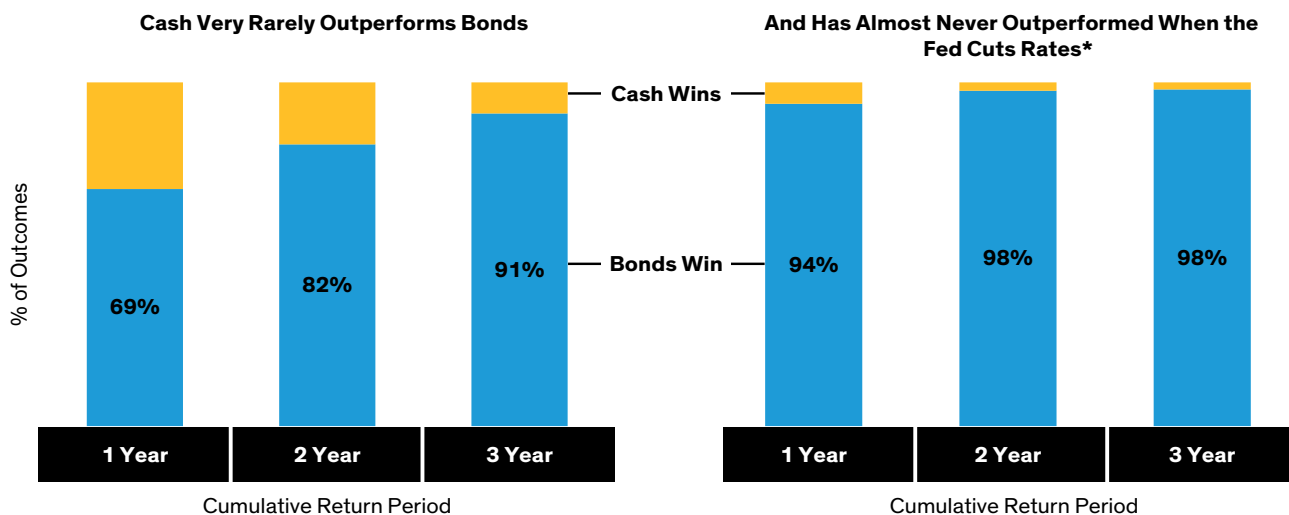 Cash Very Rarely Outperforms Bonds
And Has Almost Never Outperformed When the
Fed Cuts Rates*
% of Outcomes
Cash Wins
Bonds Win
69%
82%
91%
94%
98%
98%
1 Year
2 Year
3 Year
1 Year
2 Year
3 Year
Cumulative Return Period
Cumulative Return Period